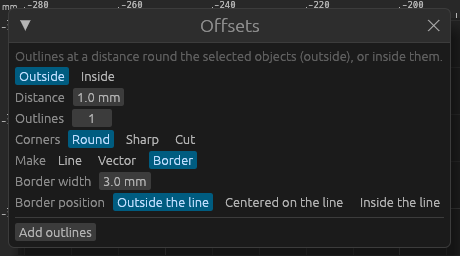 mm -280 -260 -240 -220 -200
▼ Offsets ×
Outlines at a distance round the selected objects (outside), or inside them.
Outside Inside
Distance 1.0 mm
Outlines 1
Corners Round Sharp Cut
Make Line Vector Border
Border width 3.0 mm
Border position Outside the line Centered on the line Inside the line
Add outlines